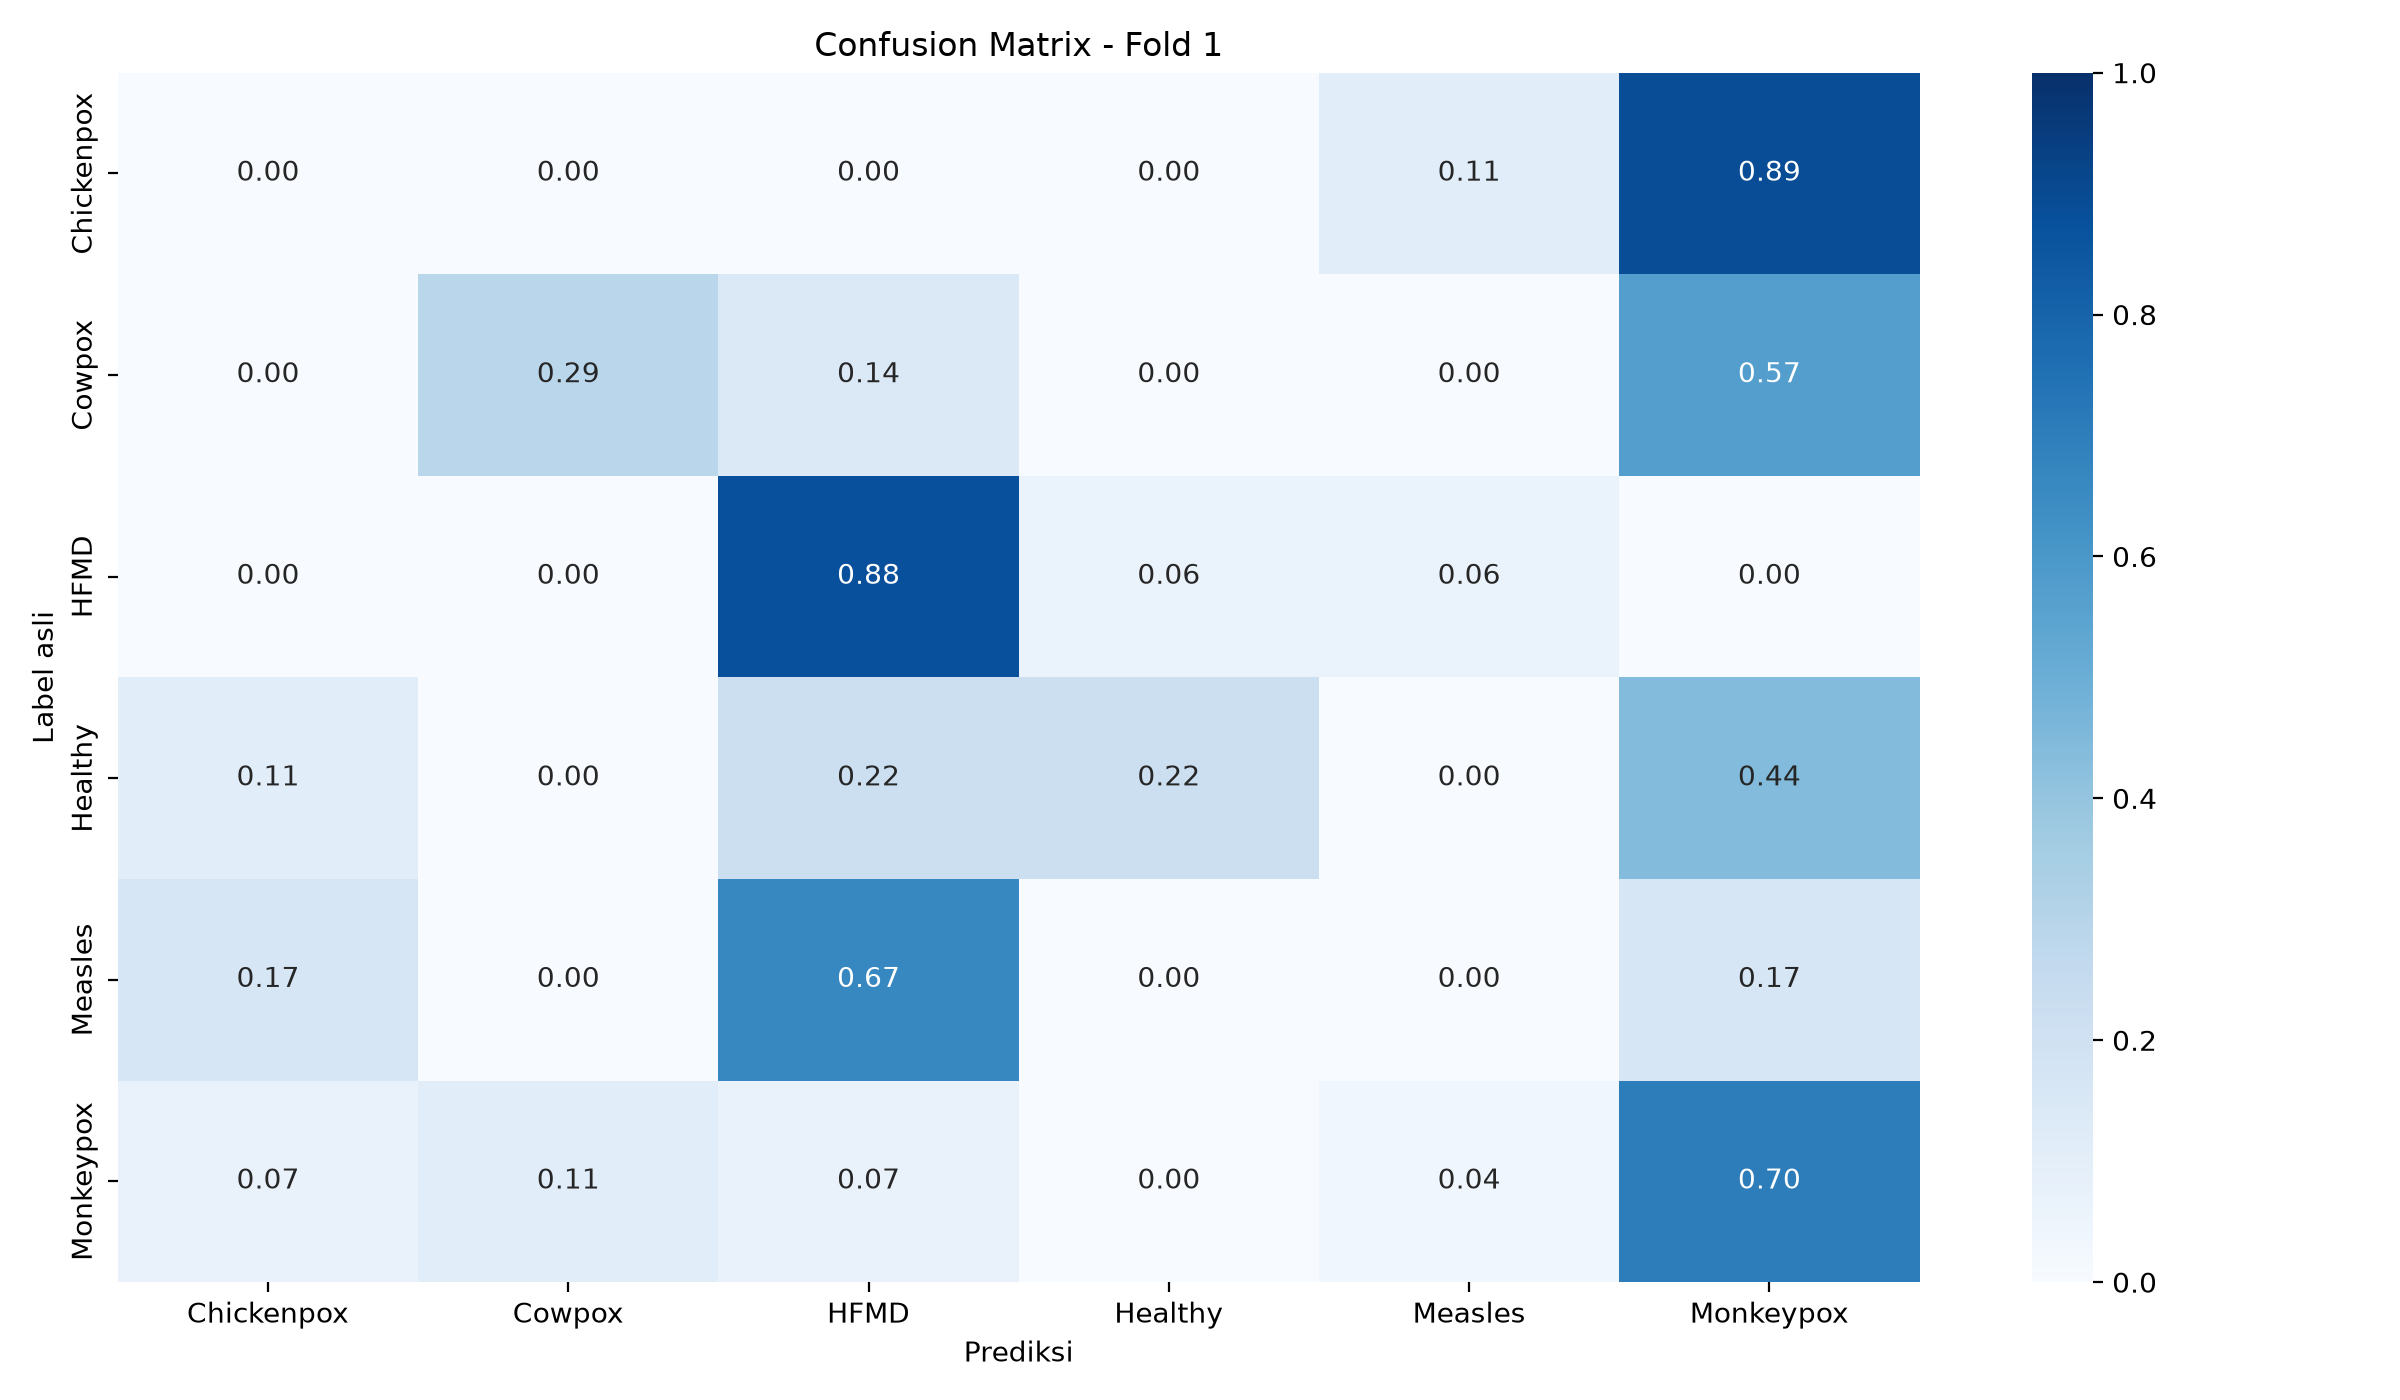 Confusion Matrix - Fold 1
Label asli
Chickenpox 0.00 0.00 0.00 0.00 0.11 0.89
Cowpox 0.00 0.29 0.14 0.00 0.00 0.57
HFMD 0.00 0.00 0.88 0.06 0.06 0.00
Healthy 0.11 0.00 0.22 0.22 0.00 0.44
Measles 0.17 0.00 0.67 0.00 0.00 0.17
Monkeypox 0.07 0.11 0.07 0.00 0.04 0.70
Chickenpox Cowpox HFMD Healthy Measles Monkeypox
Prediksi
1.0
0.8
0.6
0.4
0.2
0.0